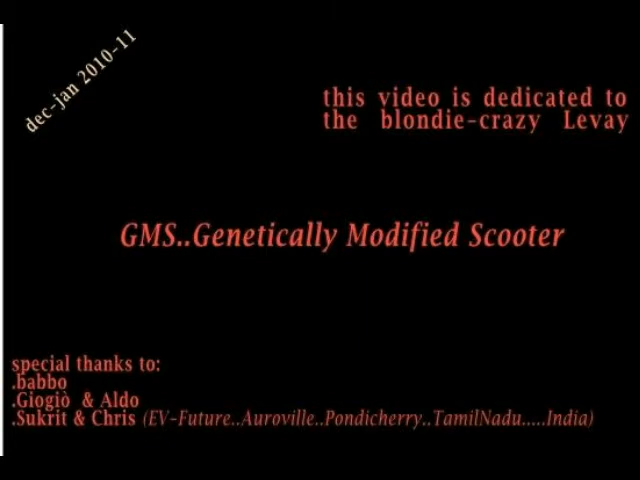 dec-jan 2010-11
this video is dedicated to
the blondie-crazy Levay
GMS..Genetically Modified Scooter
special thanks to:
.babbo
.Giogiò & Aldo
.Sukrit & Chris (EV-Future..Auroville..Pondicherry..TamilNadu.....India)